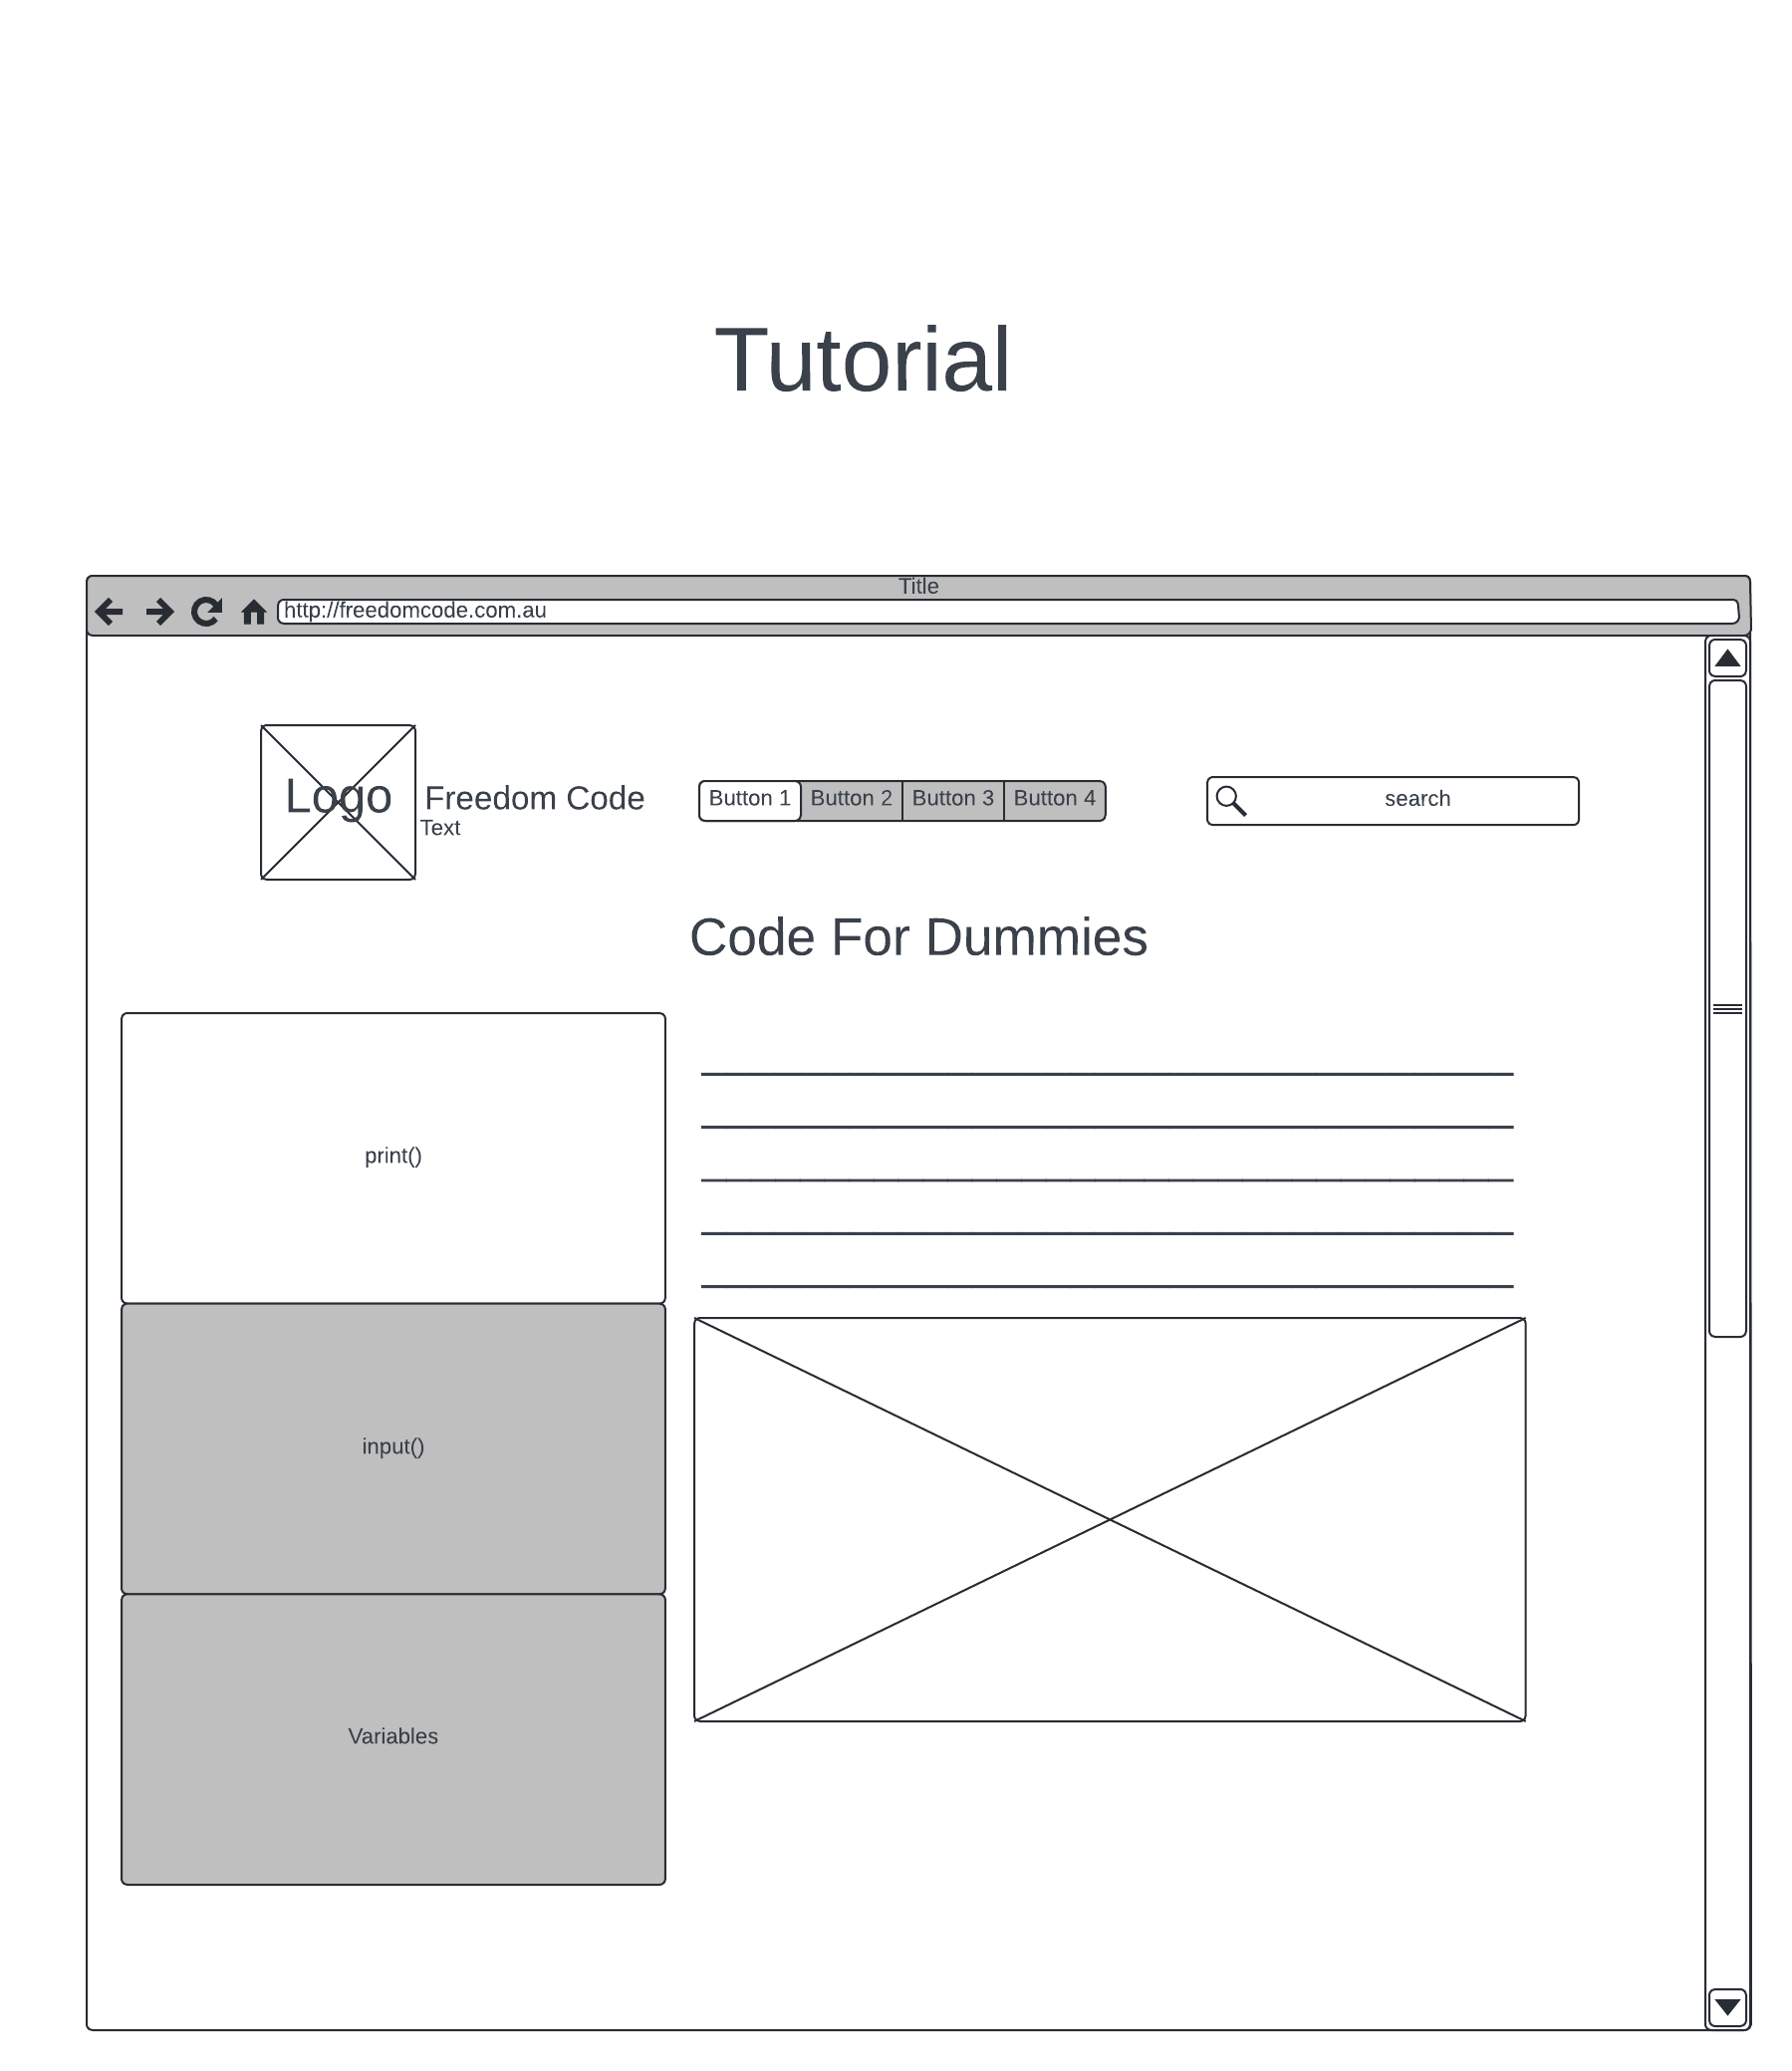 Tutorial
Title
http://freedomcode.com.au
Logo
Freedom Code
Text
Button 1 Button 2 Button 3 Button 4
search
Code For Dummies
print()
input()
Variables